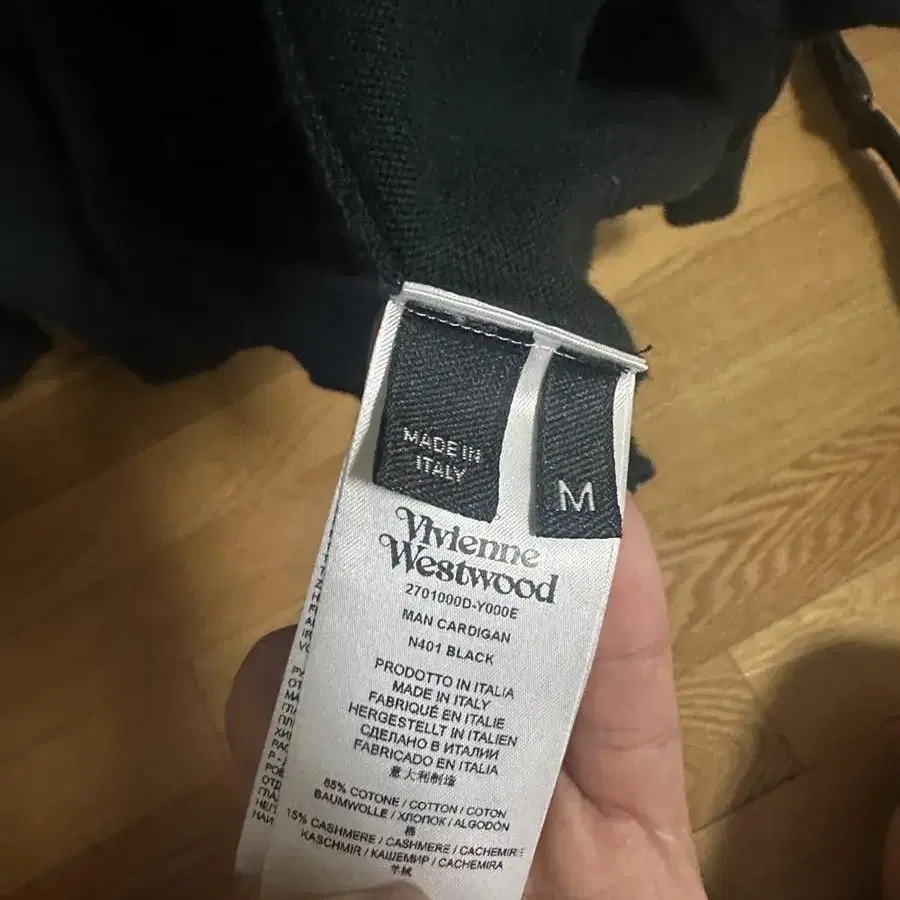 MADE IN
ITALY
M
Vivienne
Westwood
2701000D-Y000E
MAN CARDIGAN
N401 BLACK
PRODOTTO IN ITALIA
MADE IN ITALY
FABRIQUÉ EN ITALIE
HERGESTELLT IN ITALIEN
СДЕЛАНО В ИТАЛИИ
FABRICADO EN ITALIA
意大利制造
85% COTONE / COTTON / COTON
BAUMWOLLE / ХЛОПОК / ALGODÓN
棉
15% CASHMERE / CASHMERE / CACHEMIRE
KASCHMIR / КАШЕМИР / CACHEMIRA
羊绒